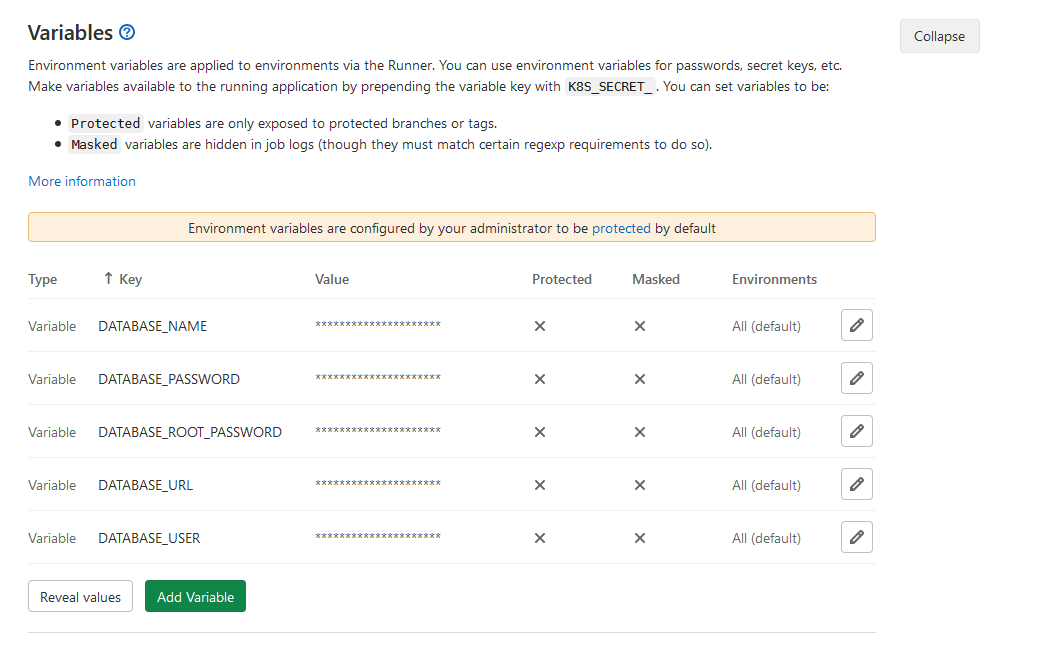 Variables
Collapse
Environment variables are applied to environments via the Runner. You can use environment variables for passwords, secret keys, etc.
Make variables available to the running application by prepending the variable key with K8S_SECRET_. You can set variables to be:
Protected variables are only exposed to protected branches or tags.
Masked variables are hidden in job logs (though they must match certain regexp requirements to do so).
More information
Environment variables are configured by your administrator to be protected by default
Type ↑ Key Value Protected Masked Environments
Variable DATABASE_NAME ********************* ✕ ✕ All (default)
Variable DATABASE_PASSWORD ********************* ✕ ✕ All (default)
Variable DATABASE_ROOT_PASSWORD ********************* ✕ ✕ All (default)
Variable DATABASE_URL ********************* ✕ ✕ All (default)
Variable DATABASE_USER ********************* ✕ ✕ All (default)
Reveal values Add Variable